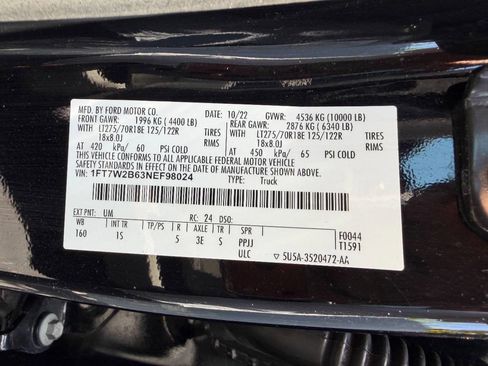 MFD. BY FORD MOTOR CO. 10/22 GVWR: 4536 KG (10000 LB)
FRONT GAWR: 1996 KG (4400 LB) REAR GAWR: 2876 KG (6340 LB)
WITH LT275/70R18E 125/122R TIRES WITH LT275/70R18E 125/122R TIRES
18x8.0J RIMS 18x8.0J RIMS
AT 420 kPa/ 60 PSI COLD AT 450 kPa/ 65 PSI COLD
THIS VEHICLE CONFORMS TO ALL APPLICABLE FEDERAL MOTOR VEHICLE
SAFETY STANDARDS IN EFFECT ON THE DATE OF MANUFACTURE SHOWN ABOVE.
VIN: 1FT7W2B63NEF98044 TYPE: Truck
EXT PNT: UM RC: 24 DSO:
WB INT TR TP/PS R AXLE TR SPR F0044
160 1S 5 3E S PPJJ T1591
ULC ▽ 5U5A-3520472-AA